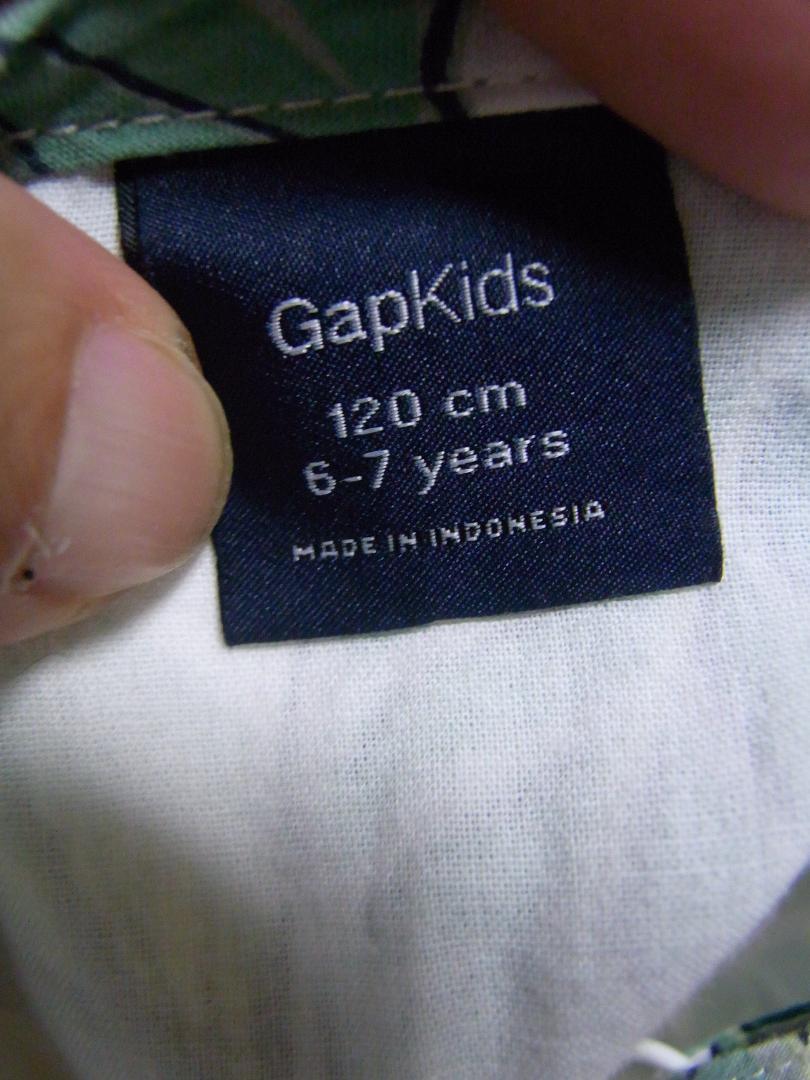 GapKids
120 cm
6-7 years
MADE IN INDONESIA